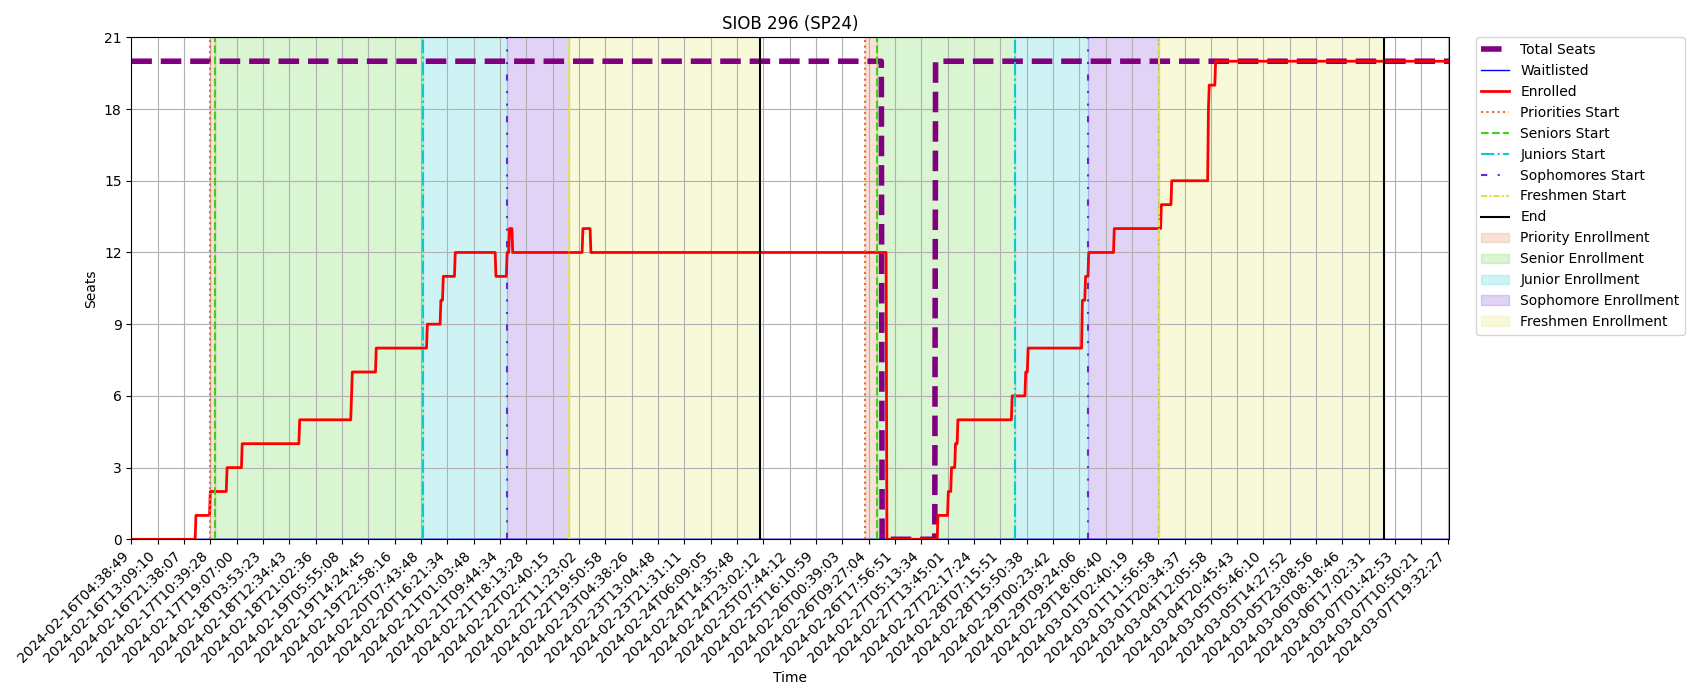 SIOB 296 (SP24)
Seats
21
18
15
12
9
6
3
0
2024-02-16T04:38:49
2024-02-16T13:09:10
2024-02-16T21:38:07
2024-02-17T10:39:28
2024-02-17T19:07:00
2024-02-18T03:53:23
2024-02-18T12:34:43
2024-02-18T21:02:36
2024-02-19T05:55:08
2024-02-19T14:24:45
2024-02-19T22:58:16
2024-02-20T07:43:48
2024-02-20T16:21:34
2024-02-21T01:03:48
2024-02-21T09:44:34
2024-02-21T18:13:28
2024-02-22T02:40:15
2024-02-22T11:23:02
2024-02-22T19:50:58
2024-02-23T04:38:26
2024-02-23T13:04:48
2024-02-23T21:31:11
2024-02-24T06:09:05
2024-02-24T14:35:48
2024-02-24T23:02:12
2024-02-25T07:44:12
2024-02-25T16:10:59
2024-02-26T00:39:03
2024-02-26T09:27:04
2024-02-26T17:56:51
2024-02-27T05:13:34
2024-02-27T13:45:01
2024-02-27T22:17:24
2024-02-28T07:15:51
2024-02-28T15:50:38
2024-02-29T00:23:42
2024-02-29T09:24:06
2024-02-29T18:06:40
2024-03-01T02:40:19
2024-03-01T11:56:58
2024-03-01T20:34:37
2024-03-04T12:05:58
2024-03-04T20:45:43
2024-03-05T05:46:10
2024-03-05T14:27:52
2024-03-05T23:08:56
2024-03-06T08:18:46
2024-03-06T17:02:31
2024-03-07T01:42:53
2024-03-07T10:50:21
2024-03-07T19:32:27
Time
Total Seats
Waitlisted
Enrolled
Priorities Start
Seniors Start
Juniors Start
Sophomores Start
Freshmen Start
End
Priority Enrollment
Senior Enrollment
Junior Enrollment
Sophomore Enrollment
Freshmen Enrollment